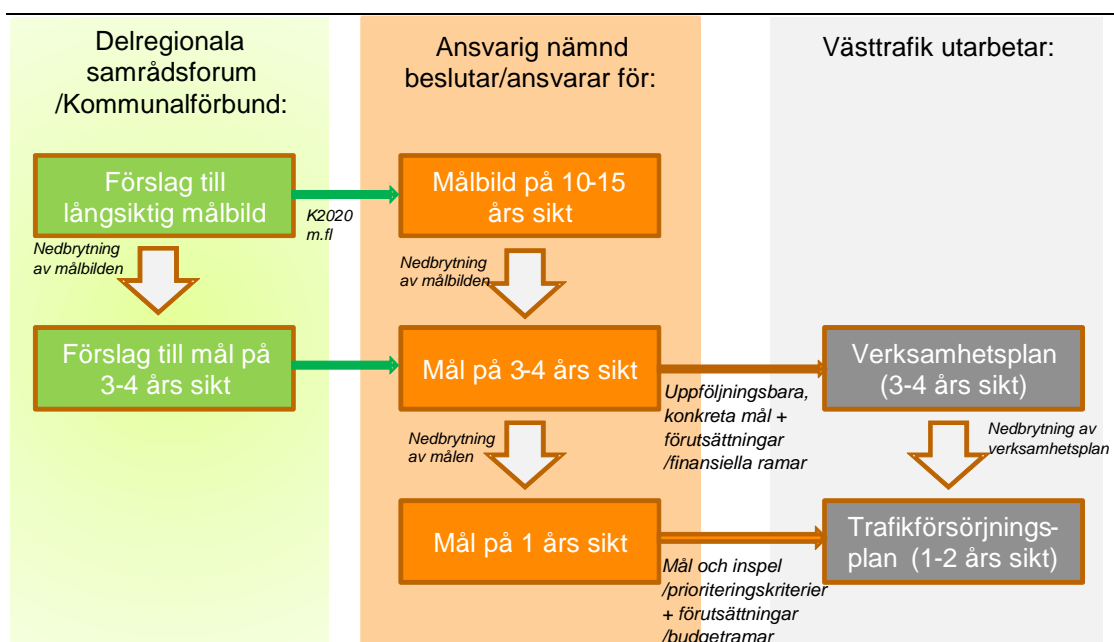 Delregionala
samrådsforum
/Kommunalförbund:
Ansvarig nämnd
beslutar/ansvarar för:
Västtrafik utarbetar:
Förslag till
långsiktig målbild
K2020
m.fl
Målbild på 10-15
års sikt
Nedbrytning
av målbilden
Nedbrytning
av målbilden
Förslag till mål på
3-4 års sikt
Mål på 3-4 års sikt
Uppföljningsbara,
konkreta mål +
förutsättningar
/finansiella ramar
Verksamhetsplan
(3-4 års sikt)
Nedbrytning
av målen
Nedbrytning av
verksamhetsplan
Mål på 1 års sikt
Mål och inspel
/prioriteringskriterier
+ förutsättningar
/budgetramar
Trafikförsörjnings-
plan (1-2 års sikt)